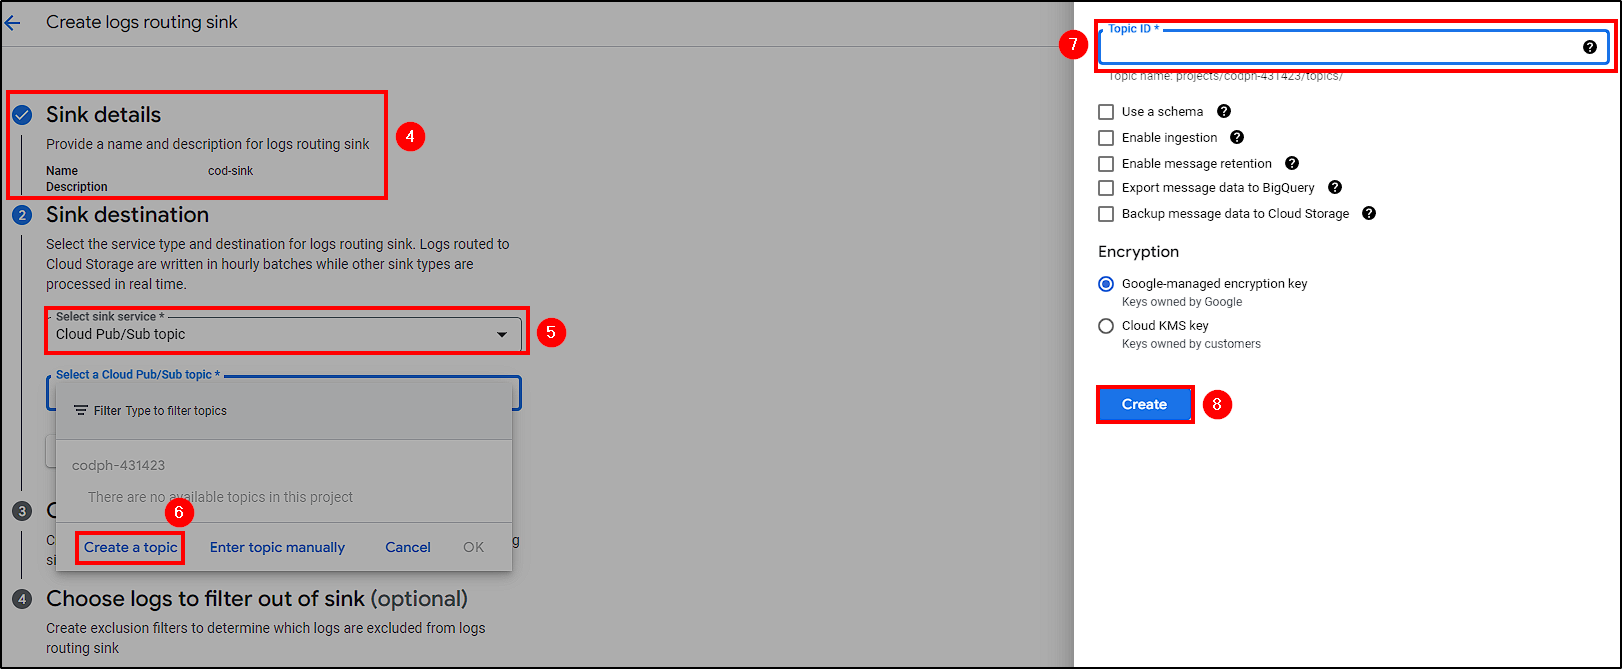 Create logs routing sink
Sink details
Provide a name and description for logs routing sink
Name cod-sink
Description
4
2 Sink destination
Select the service type and destination for logs routing sink. Logs routed to
Cloud Storage are written in hourly batches while other sink types are
processed in real time.
Select sink service *
Cloud Pub/Sub topic
5
Select a Cloud Pub/Sub topic *
Filter Type to filter topics
codph-431423
There are no available topics in this project
6
Create a topic Enter topic manually Cancel OK
3
4 Choose logs to filter out of sink (optional)
Create exclusion filters to determine which logs are excluded from logs
routing sink
7
Topic ID *
Topic name: projects/codph-431423/topics/
Use a schema
Enable ingestion
Enable message retention
Export message data to BigQuery
Backup message data to Cloud Storage
Encryption
Google-managed encryption key
Keys owned by Google
Cloud KMS key
Keys owned by customers
Create
8